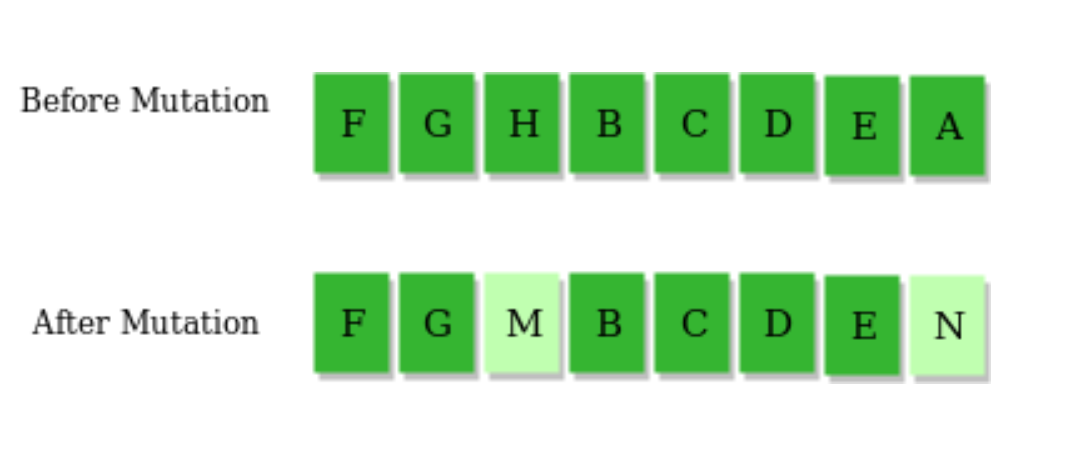 Before Mutation F G H B C D E A
After Mutation F G M B C D E N